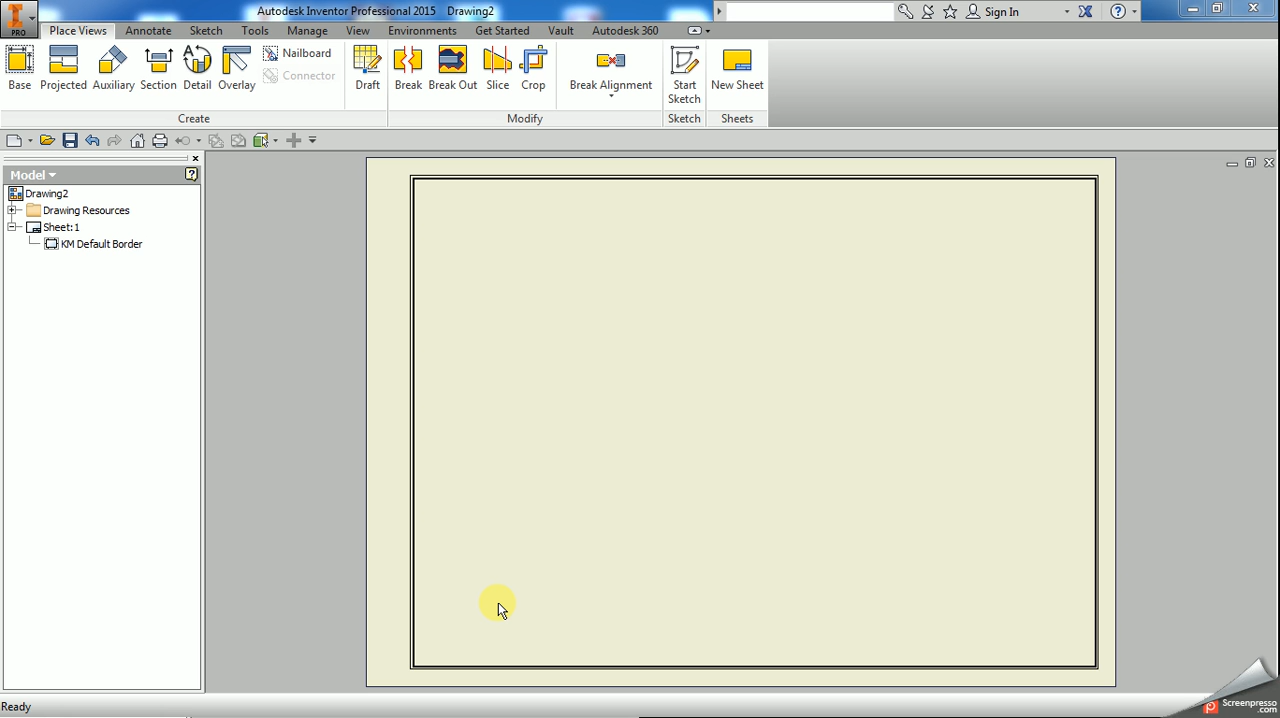 Autodesk Inventor Professional 2015 Drawing2
Sign In
PRO
Place Views Annotate Sketch Tools Manage View Environments Get Started Vault Autodesk 360
Base Projected Auxiliary Section Detail Overlay
Nailboard
Connector
Draft Break Break Out Slice Crop Break Alignment
Start
Sketch
New Sheet
Create Modify Sketch Sheets
Model
Drawing2
Drawing Resources
Sheet:1
KM Default Border
Ready
Screenpresso
.com